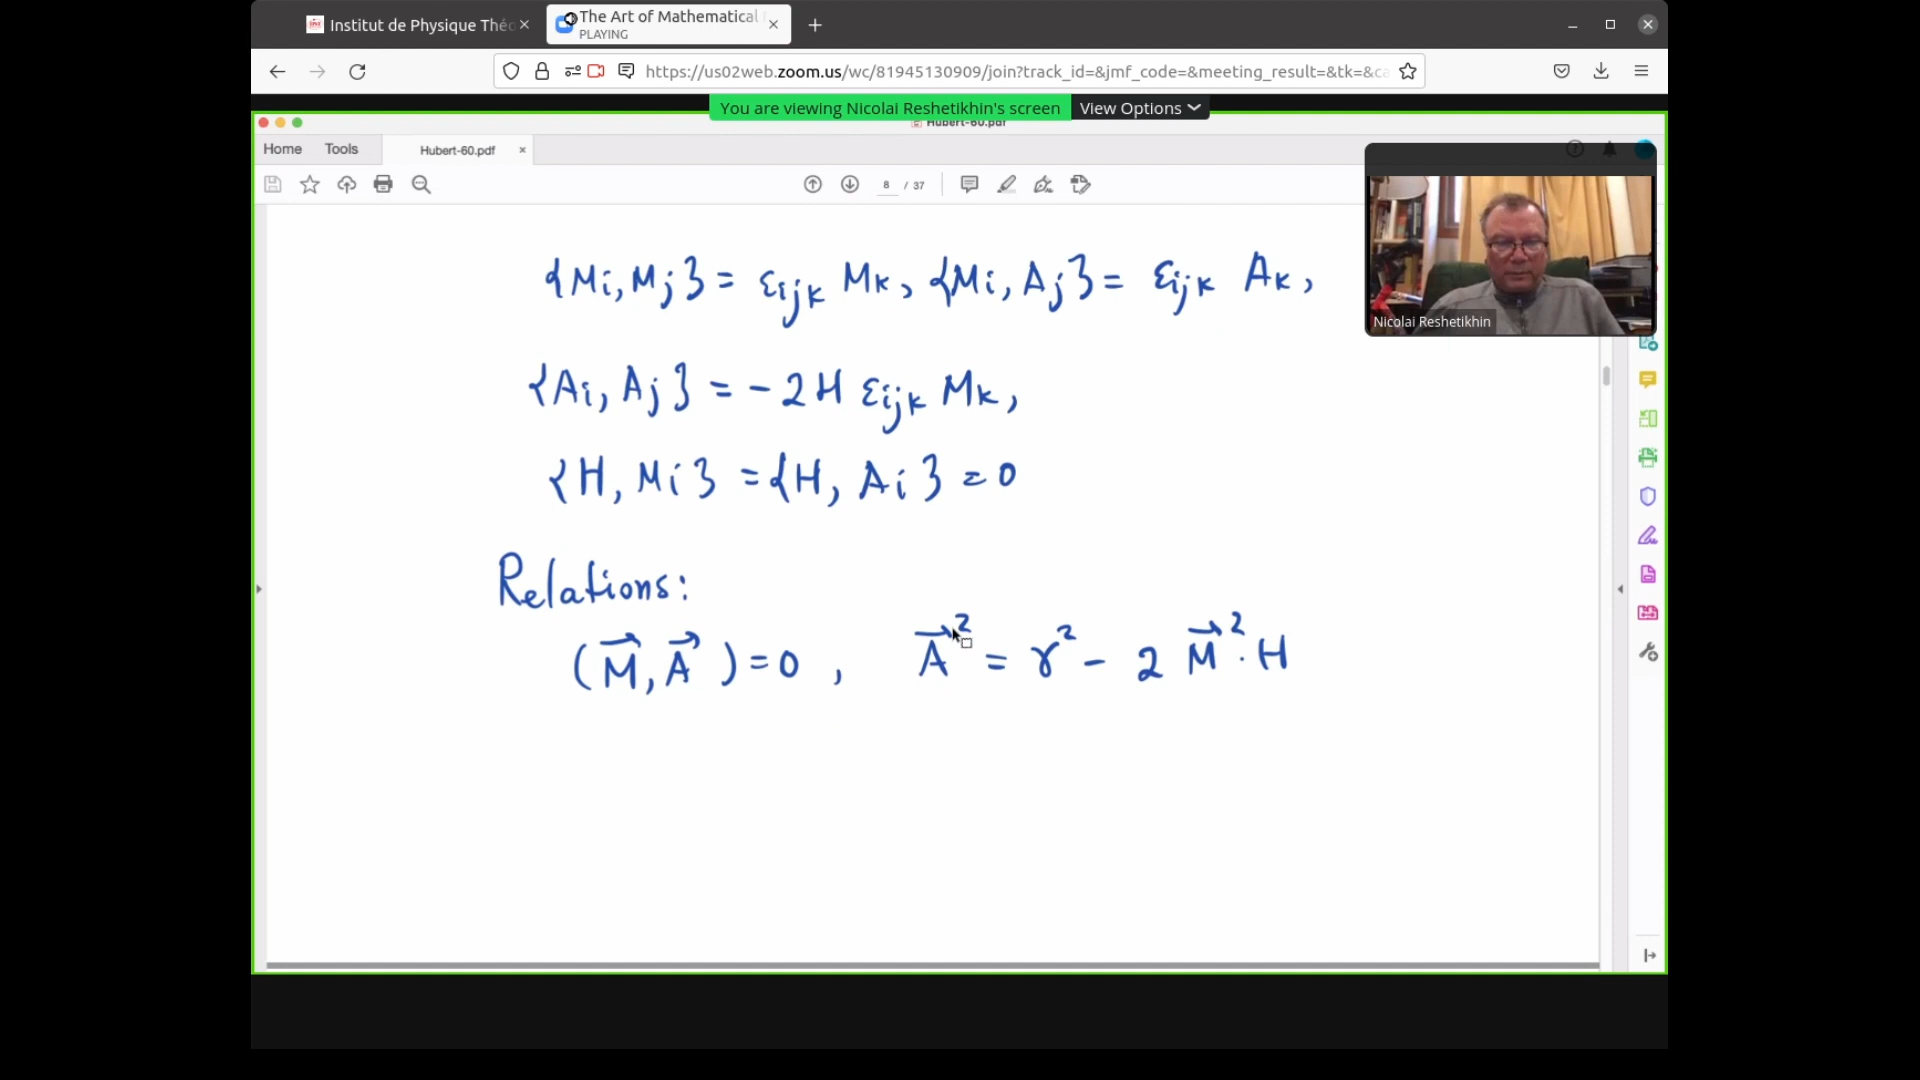 Institut de Physique Théo
The Art of Mathematical
PLAYING
https://us02web.zoom.us/wc/81945130909/join?track_id=&jmf_code=&meeting_result=&tk=&ca
You are viewing Nicolai Reshetikhin's screen View Options
Hubert-60.pdf
Home Tools Hubert-60.pdf
8 / 37
{Mi, Mj} = εijk Mk, {Mi, Aj} = εijk Ak,
{Ai, Aj} = -2H εijk Mk,
{H, Mi} = {H, Ai} = 0
Relations:
(M⃗, A⃗) = 0, A⃗² = γ² - 2 M⃗² · H
Nicolai Reshetikhin